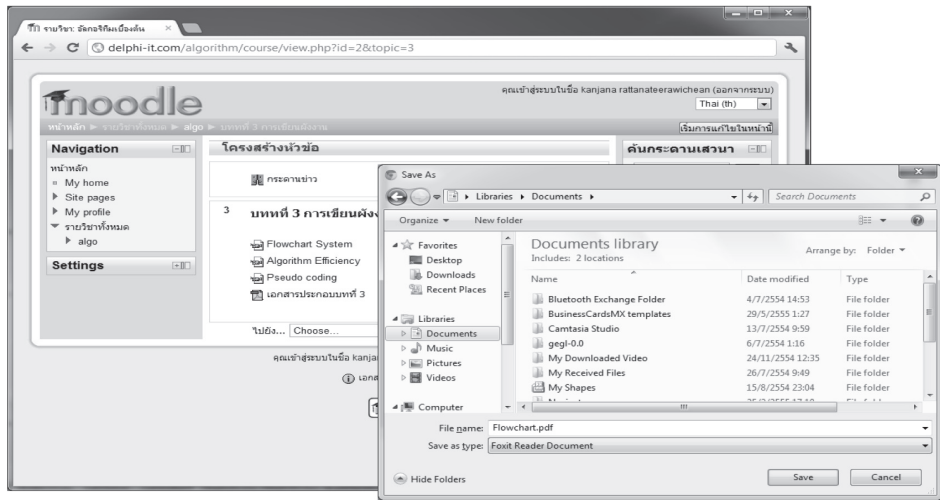 รายวิชา: อัลกอริทึมเบื้องต้น
delphi-it.com/algorithm/course/view.php?id=2&topic=3
moodle
คุณเข้าสู่ระบบในชื่อ kanjana rattanateerawichean (ออกจากระบบ)
Thai (th)
หน้าหลัก ► รายวิชาทั้งหมด ► algo ► บทที่ 3 การเขียนผังงาน
เริ่มการแก้ไขในหน้านี้
Navigation
หน้าหลัก
My home
Site pages
My profile
รายวิชาทั้งหมด
algo
Settings
โครงสร้างหัวข้อ
กระดานข่าว
3 บทที่ 3 การเขียนผัง
Flowchart System
Algorithm Efficiency
Pseudo coding
เอกสารประกอบบทที่ 3
ไปยัง... Choose...
ค้นกระดานเสวนา
คุณเข้าสู่ระบบในชื่อ kanja
Save As
Libraries Documents
Search Documents
Organize New folder
Favorites
Desktop
Downloads
Recent Places
Libraries
Documents
Music
Pictures
Videos
Computer
Documents library
Includes: 2 locations
Arrange by: Folder
Name Date modified Type
Bluetooth Exchange Folder 4/7/2554 14:53 File folder
BusinessCardsMX templates 29/5/2555 1:27 File folder
Camtasia Studio 13/7/2554 9:59 File folder
gegl-0.0 6/7/2554 1:16 File folder
My Downloaded Video 24/11/2554 12:35 File folder
My Received Files 26/7/2554 9:49 File folder
My Shapes 15/8/2554 23:04 File folder
File name: Flowchart.pdf
Save as type: Foxit Reader Document
Hide Folders
Save Cancel